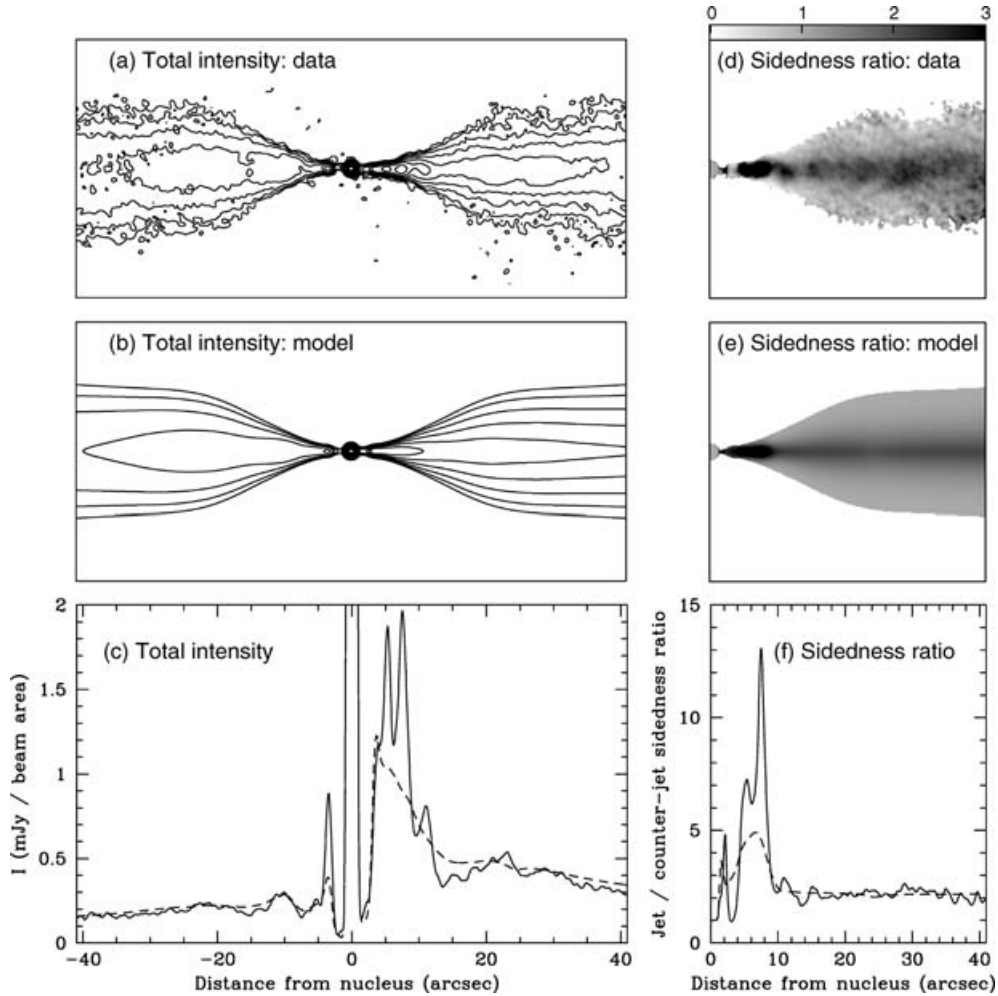 0 1 2 3
(a) Total intensity: data
(d) Sidedness ratio: data
(b) Total intensity: model
(e) Sidedness ratio: model
(c) Total intensity
I (mJy / beam area)
2
1.5
1
0.5
0
−40 −20 0 20 40
Distance from nucleus (arcsec)
(f) Sidedness ratio
Jet / counter-jet sidedness ratio
15
10
5
0
0 10 20 30 40
Distance from nucleus (arcsec)